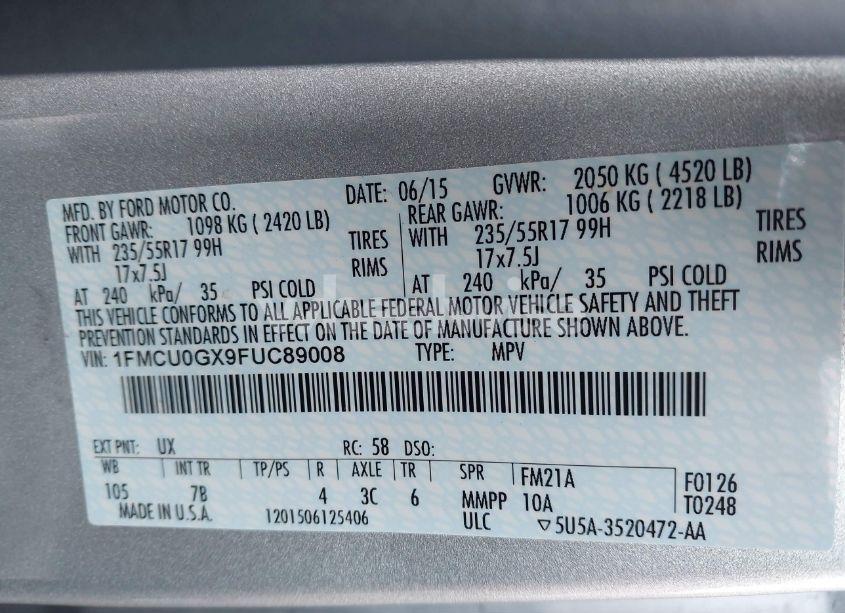 MFD. BY FORD MOTOR CO. DATE: 06/15 GVWR: 2050 KG ( 4520 LB)
FRONT GAWR: 1098 KG ( 2420 LB) REAR GAWR: 1006 KG ( 2218 LB)
WITH 235/55R17 99H TIRES WITH 235/55R17 99H TIRES
17x7.5J RIMS 17x7.5J RIMS
AT 240 kPa/ 35 PSI COLD AT 240 kPa/ 35 PSI COLD
THIS VEHICLE CONFORMS TO ALL APPLICABLE FEDERAL MOTOR VEHICLE SAFETY AND THEFT
PREVENTION STANDARDS IN EFFECT ON THE DATE OF MANUFACTURE SHOWN ABOVE.
VIN: 1FMCU0GX9FUC89008 TYPE: MPV
EXT PNT: UX RC: 58 DSO:
WB INT TR TP/PS R AXLE TR SPR FM21A F0126
105 7B 4 3C 6 MMPP 10A T0248
MADE IN U.S.A. 1201506125406 ULC ▽5U5A-3520472-AA